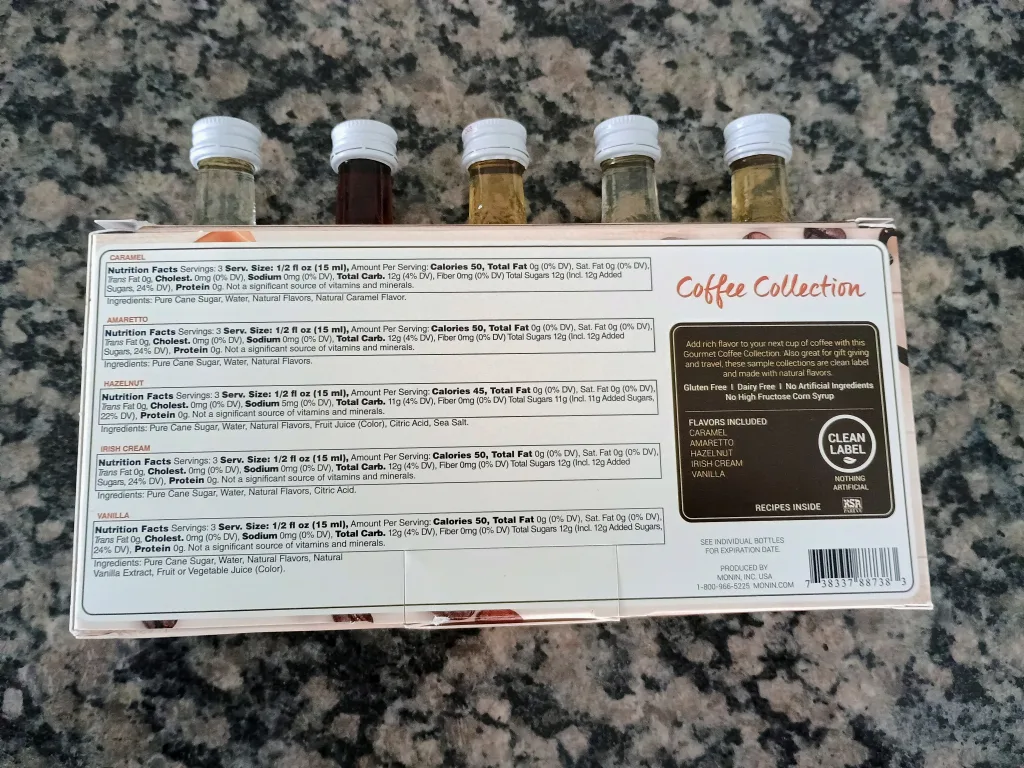 CARAMEL
Nutrition Facts Servings: 3 Serv. Size: 1/2 fl oz (15 ml), Amount Per Serving: Calories 50, Total Fat 0g (0% DV), Sat. Fat 0g (0% DV),
Trans Fat 0g, Cholest. 0mg (0% DV), Sodium 0mg (0% DV), Total Carb. 12g (4% DV), Fiber 0mg (0% DV) Total Sugars 12g (Incl. 12g Added
Sugars, 24% DV), Protein 0g. Not a significant source of vitamins and minerals.
Ingredients: Pure Cane Sugar, Water, Natural Flavors, Natural Caramel Flavor.
AMARETTO
Nutrition Facts Servings: 3 Serv. Size: 1/2 fl oz (15 ml), Amount Per Serving: Calories 50, Total Fat 0g (0% DV), Sat. Fat 0g (0% DV),
Trans Fat 0g, Cholest. 0mg (0% DV), Sodium 0mg (0% DV), Total Carb. 12g (4% DV), Fiber 0mg (0% DV) Total Sugars 12g (Incl. 12g Added
Sugars, 24% DV), Protein 0g. Not a significant source of vitamins and minerals.
Ingredients: Pure Cane Sugar, Water, Natural Flavors.
HAZELNUT
Nutrition Facts Servings: 3 Serv. Size: 1/2 fl oz (15 ml), Amount Per Serving: Calories 45, Total Fat 0g (0% DV), Sat. Fat 0g (0% DV),
Trans Fat 0g, Cholest. 0mg (0% DV), Sodium 5mg (0% DV), Total Carb. 11g (4% DV), Fiber 0mg (0% DV) Total Sugars 11g (Incl. 11g Added Sugars,
22% DV), Protein 0g. Not a significant source of vitamins and minerals.
Ingredients: Pure Cane Sugar, Water, Natural Flavors, Fruit Juice (Color), Citric Acid, Sea Salt.
IRISH CREAM
Nutrition Facts Servings: 3 Serv. Size: 1/2 fl oz (15 ml), Amount Per Serving: Calories 50, Total Fat 0g (0% DV), Sat. Fat 0g (0% DV),
Trans Fat 0g, Cholest. 0mg (0% DV), Sodium 0mg (0% DV), Total Carb. 12g (4% DV), Fiber 0mg (0% DV) Total Sugars 12g (Incl. 12g Added
Sugars, 24% DV), Protein 0g. Not a significant source of vitamins and minerals.
Ingredients: Pure Cane Sugar, Water, Natural Flavors, Citric Acid.
VANILLA
Nutrition Facts Servings: 3 Serv. Size: 1/2 fl oz (15 ml), Amount Per Serving: Calories 50, Total Fat 0g (0% DV), Sat. Fat 0g (0% DV),
Trans Fat 0g, Cholest. 0mg (0% DV), Sodium 0mg (0% DV), Total Carb. 12g (4% DV), Fiber 0mg (0% DV) Total Sugars 12g (Incl. 12g Added Sugars,
24% DV), Protein 0g. Not a significant source of vitamins and minerals.
Ingredients: Pure Cane Sugar, Water, Natural Flavors, Natural
Vanilla Extract, Fruit or Vegetable Juice (Color).
Coffee Collection
Add rich flavor to your next cup of coffee with this
Gourmet Coffee Collection. Also great for gift giving
and travel, these sample collections are clean label
and made with natural flavors.
Gluten Free I Dairy Free I No Artificial Ingredients
No High Fructose Corn Syrup
FLAVORS INCLUDED
CARAMEL
AMARETTO
HAZELNUT
IRISH CREAM
VANILLA
CLEAN
LABEL
NOTHING
ARTIFICIAL
RECIPES INSIDE
KSA
SEE INDIVIDUAL BOTTLES
FOR EXPIRATION DATE.
PRODUCED BY
MONIN, INC. USA
1-800-966-5225 MONIN.COM
7 38337 88738 3